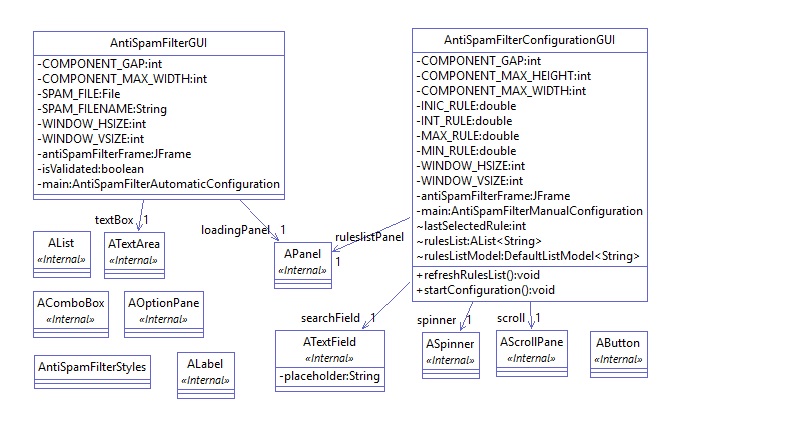 AntiSpamFilterGUI
-COMPONENT_GAP:int
-COMPONENT_MAX_WIDTH:int
-SPAM_FILE:File
-SPAM_FILENAME:String
-WINDOW_HSIZE:int
-WINDOW_VSIZE:int
-antiSpamFilterFrame:JFrame
-isValidated:boolean
-main:AntiSpamFilterAutomaticConfiguration
AntiSpamFilterConfigurationGUI
-COMPONENT_GAP:int
-COMPONENT_MAX_HEIGHT:int
-COMPONENT_MAX_WIDTH:int
-INIC_RULE:double
-INT_RULE:double
-MAX_RULE:double
-MIN_RULE:double
-WINDOW_HSIZE:int
-WINDOW_VSIZE:int
-antiSpamFilterFrame:JFrame
-main:AntiSpamFilterManualConfiguration
~lastSelectedRule:int
~rulesList:AList<String>
~rulesListModel:DefaultListModel<String>
+refreshRulesList():void
+startConfiguration():void
textBox 1
loadingPanel 1
ruleslistPanel
1
AList
«Internal»
ATextArea
«Internal»
APanel
«Internal»
AComboBox
«Internal»
AOptionPane
«Internal»
searchField 1
spinner 1
scroll 1
AntiSpamFilterStyles
ALabel
«Internal»
ATextField
«Internal»
-placeholder:String
ASpinner
«Internal»
AScrollPane
«Internal»
AButton
«Internal»